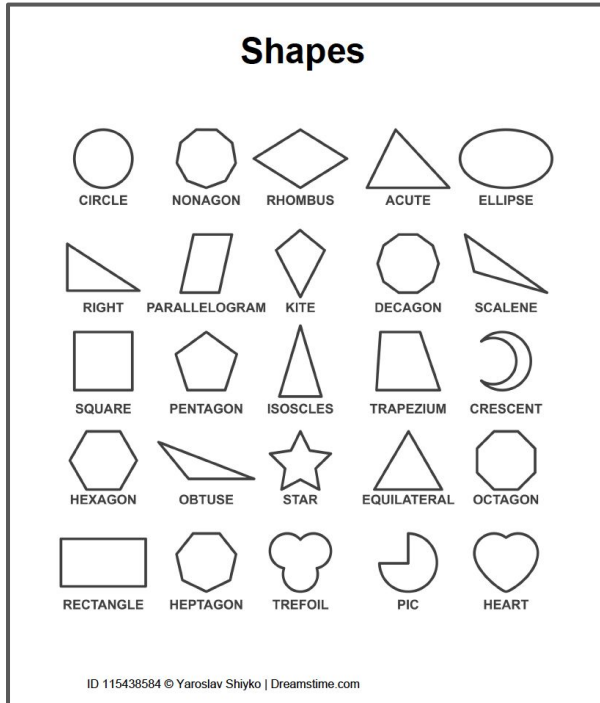 Shapes
CIRCLE NONAGON RHOMBUS ACUTE ELLIPSE
RIGHT PARALLELOGRAM KITE DECAGON SCALENE
SQUARE PENTAGON ISOSCLES TRAPEZIUM CRESCENT
HEXAGON OBTUSE STAR EQUILATERAL OCTAGON
RECTANGLE HEPTAGON TREFOIL PIC HEART
ID 115438584 © Yaroslav Shiyko | Dreamstime.com